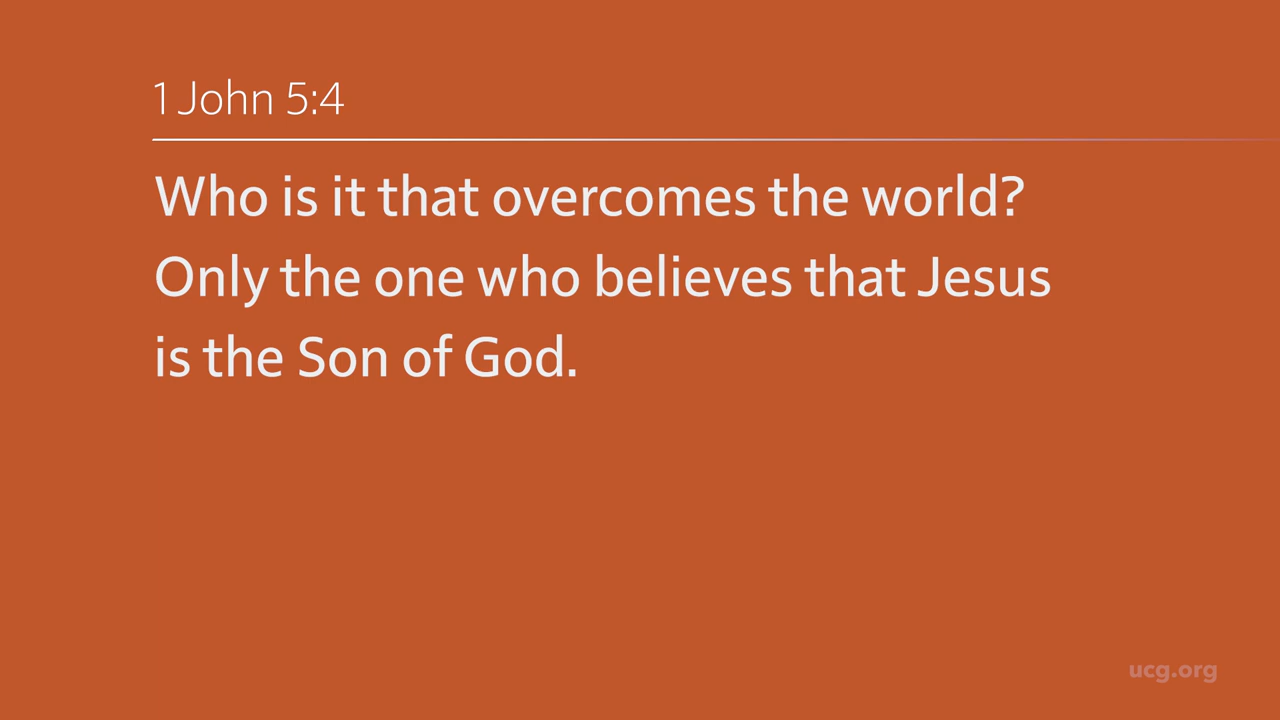 1 John 5:4
Who is it that overcomes the world?
Only the one who believes that Jesus
is the Son of God.
ucg.org